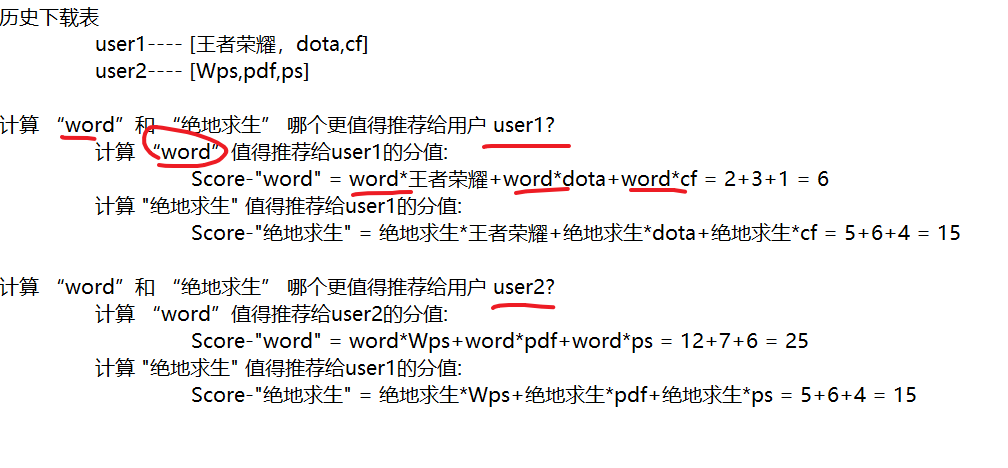 历史下载表
user1---- [王者荣耀，dota,cf]
user2---- [Wps,pdf,ps]
计算 “word”和 “绝地求生” 哪个更值得推荐给用户 user1?
计算 “word”值得推荐给user1的分值:
Score-"word" = word*王者荣耀+word*dota+word*cf = 2+3+1 = 6
计算 "绝地求生" 值得推荐给user1的分值:
Score-"绝地求生" = 绝地求生*王者荣耀+绝地求生*dota+绝地求生*cf = 5+6+4 = 15
计算 “word”和 “绝地求生” 哪个更值得推荐给用户 user2?
计算 “word”值得推荐给user2的分值:
Score-"word" = word*Wps+word*pdf+word*ps = 12+7+6 = 25
计算 "绝地求生" 值得推荐给user1的分值:
Score-"绝地求生" = 绝地求生*Wps+绝地求生*pdf+绝地求生*ps = 5+6+4 = 15